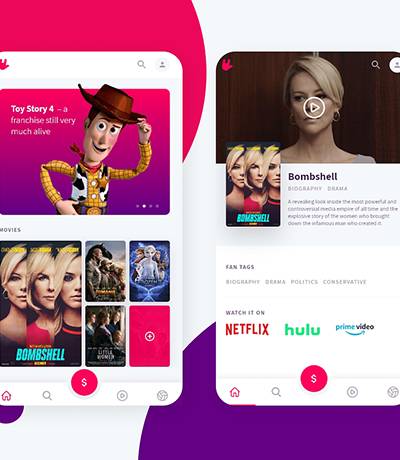 Toy Story 4 – a
franchise still very
much alive
MOVIES
BOMBSHELL
LITTLE
WOMEN
$
BOMBSHELL
Bombshell
BIOGRAPHY DRAMA
A revealing look inside the most powerful and
controversial media empire of all time and the
explosive story of the women who brought
down the infamous man who created it.
FAN TAGS
BIOGRAPHY DRAMA POLITICS CONSERVATIVE
WATCH IT ON
NETFLIX hulu prime video
$